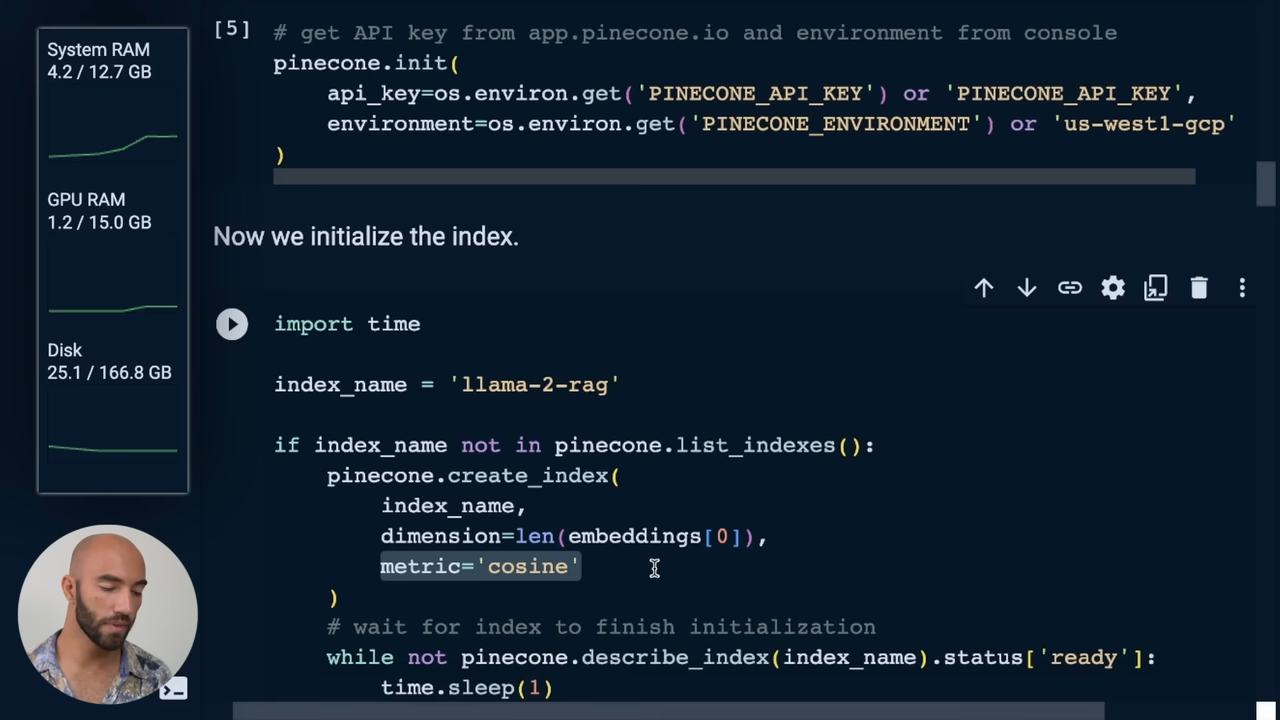 System RAM
4.2 / 12.7 GB
GPU RAM
1.2 / 15.0 GB
Disk
25.1 / 166.8 GB
[5]
# get API key from app.pinecone.io and environment from console
pinecone.init(
    api_key=os.environ.get('PINECONE_API_KEY') or 'PINECONE_API_KEY',
    environment=os.environ.get('PINECONE_ENVIRONMENT') or 'us-west1-gcp'
)
Now we initialize the index.
import time
index_name = 'llama-2-rag'
if index_name not in pinecone.list_indexes():
    pinecone.create_index(
        index_name,
        dimension=len(embeddings[0]),
        metric='cosine'
    )
    # wait for index to finish initialization
    while not pinecone.describe_index(index_name).status['ready']:
        time.sleep(1)